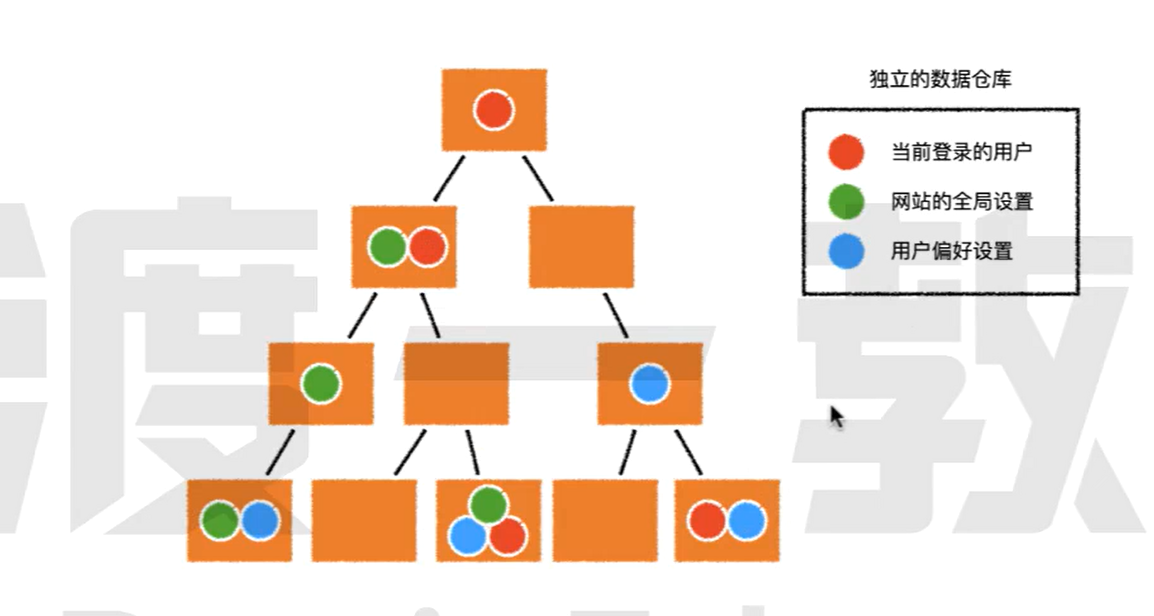 独立的数据仓库
当前登录的用户
网站的全局设置
用户偏好设置
渡一教